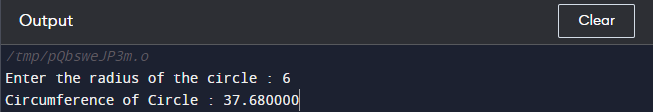 Output
Clear
/tmp/pQbsweJP3m.o
Enter the radius of the circle : 6
Circumference of Circle : 37.680000